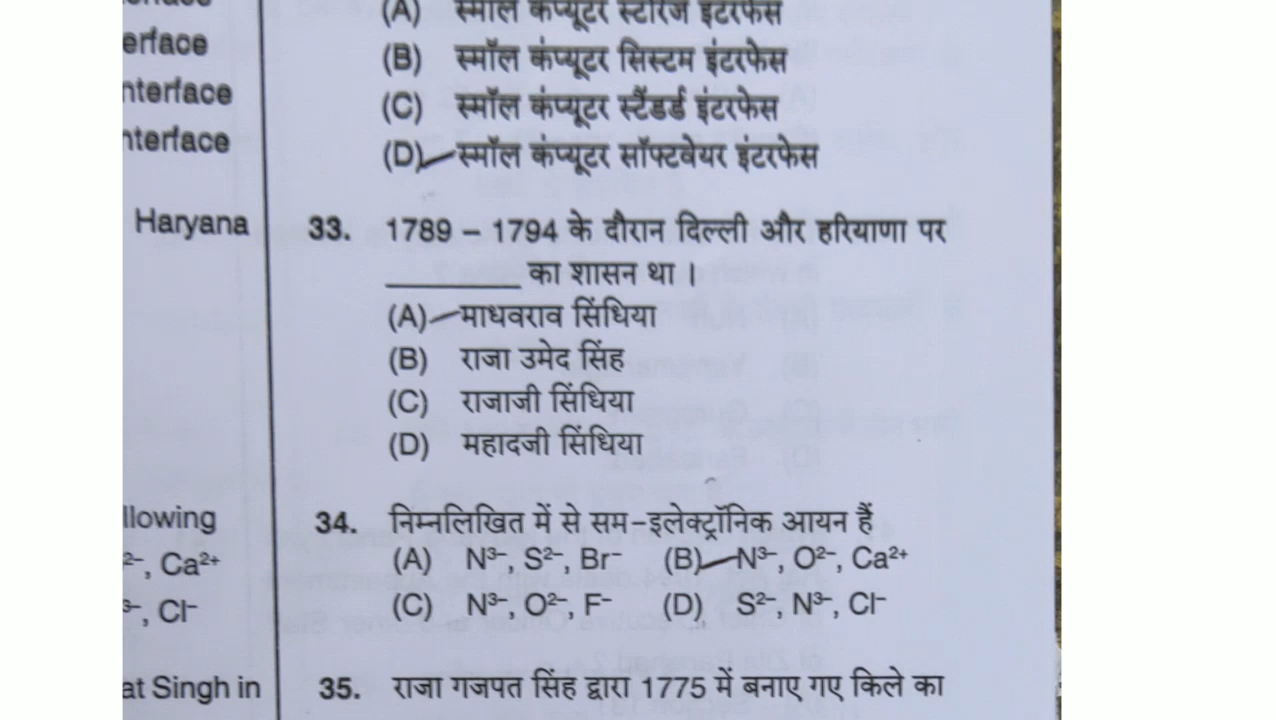 erface
nterface
nterface
Haryana
llowing
2–, Ca2+
3–, Cl–
at Singh in
(A) स्मॉल कंप्यूटर स्टोरेज इंटरफेस
(B) स्मॉल कंप्यूटर सिस्टम इंटरफेस
(C) स्मॉल कंप्यूटर स्टैंडर्ड इंटरफेस
(D) स्मॉल कंप्यूटर सॉफ्टवेयर इंटरफेस
33. 1789 – 1794 के दौरान दिल्ली और हरियाणा पर
________ का शासन था ।
(A) माधवराव सिंधिया
(B) राजा उमेद सिंह
(C) राजाजी सिंधिया
(D) महादजी सिंधिया
34. निम्नलिखित में से सम-इलेक्ट्रॉनिक आयन हैं
(A) N3–, S2–, Br– (B) N3–, O2–, Ca2+
(C) N3–, O2–, F– (D) S2–, N3–, Cl–
35. राजा गजपत सिंह द्वारा 1775 में बनाए गए किले का